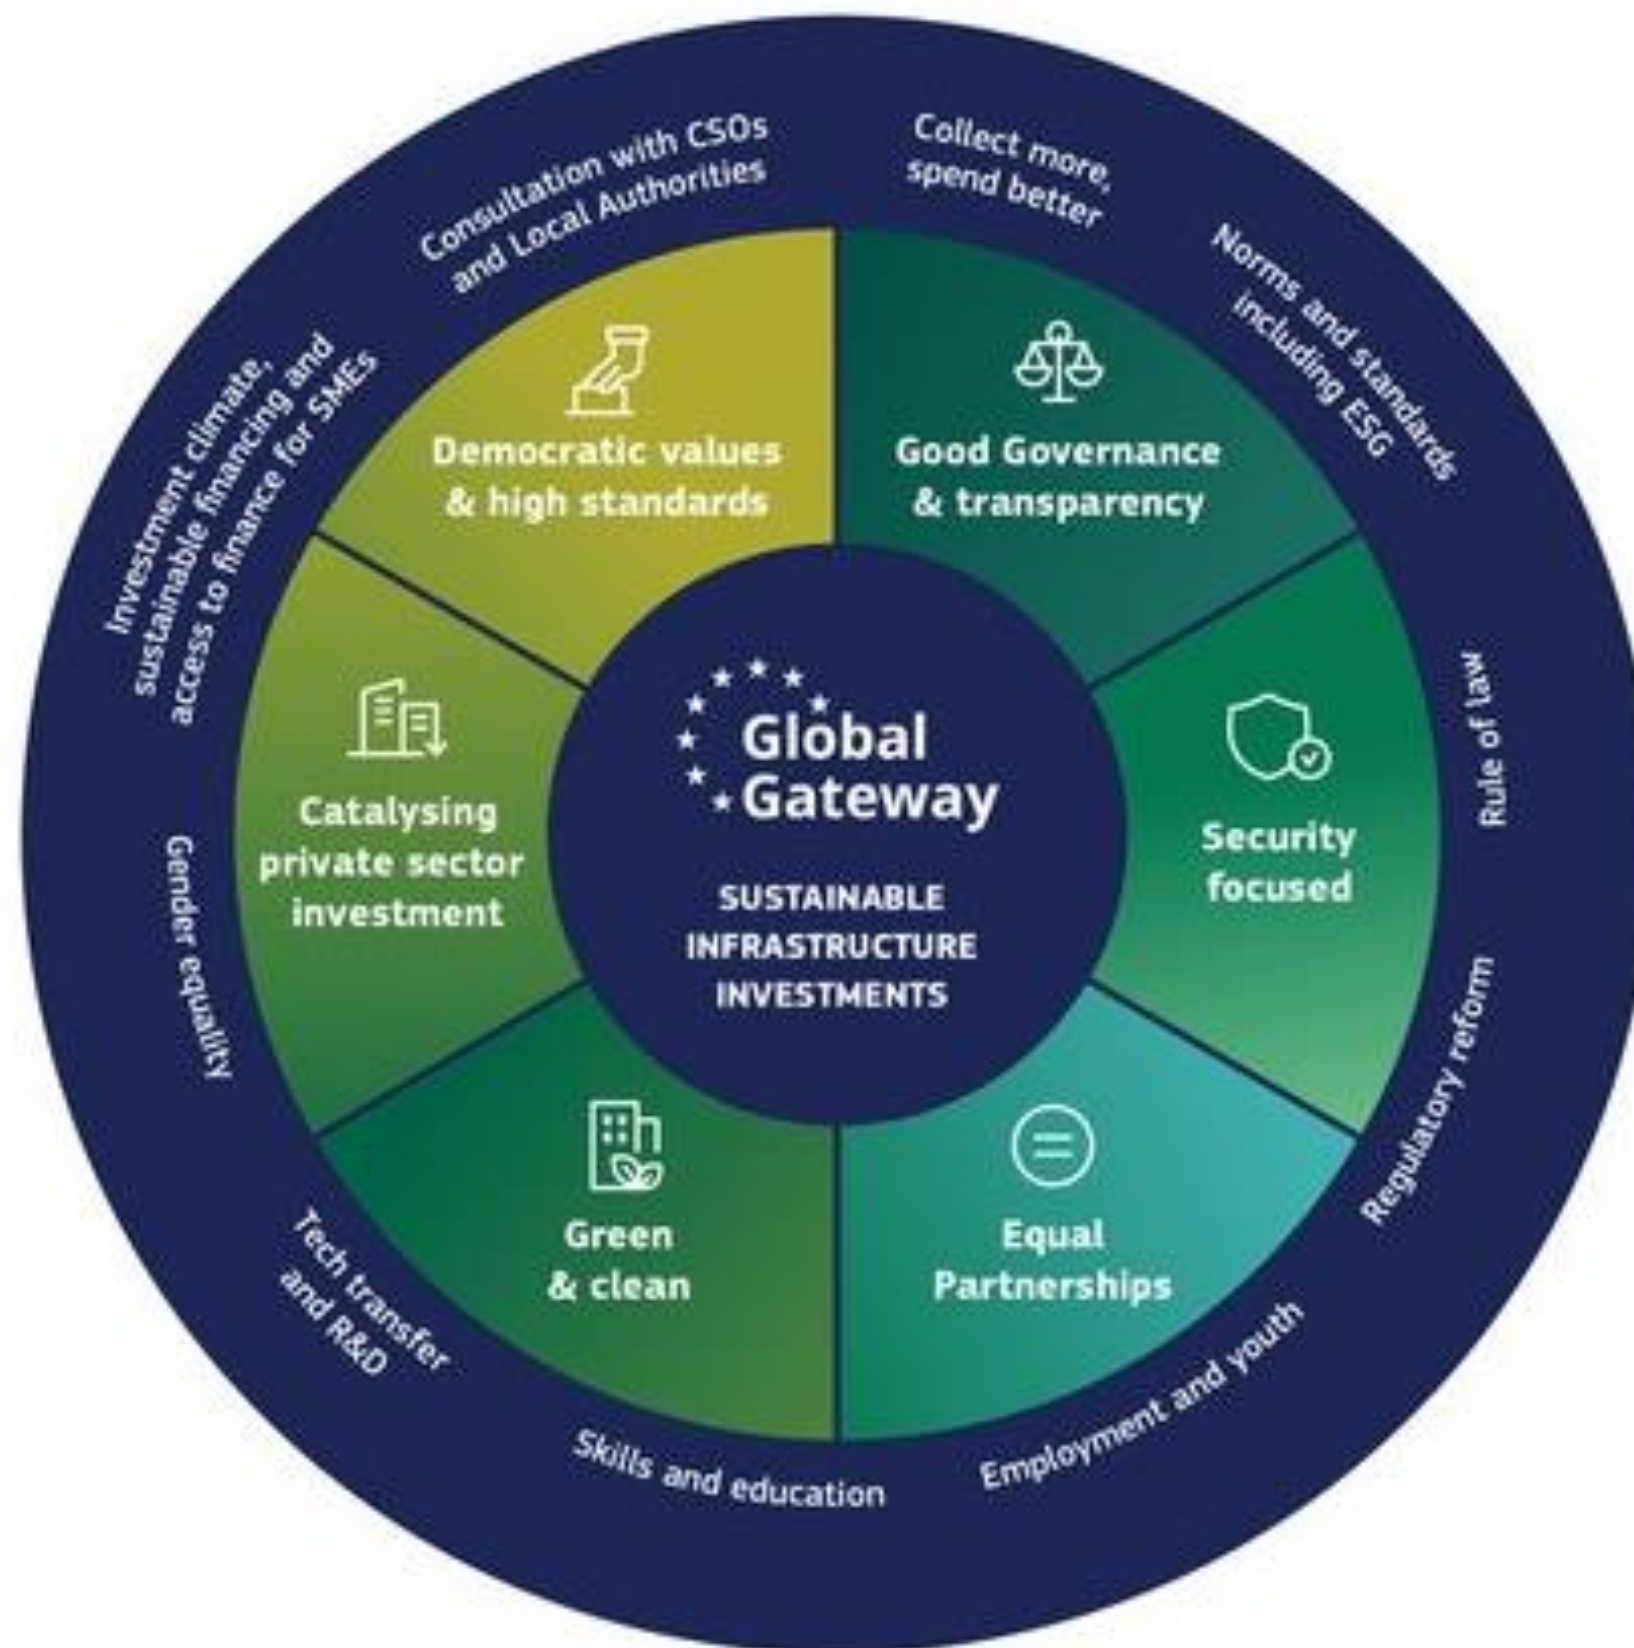 Collect more,
spend better
Norms and standards
including ESG
Rule of law
Regulatory reform
Employment and youth
Skills and education
Tech transfer
and R&D
Gender equality
Investment climate,
sustainable financing and
access to finance for SMEs
Consultation with CSOs
and Local Authorities
Democratic values
& high standards
Good Governance
& transparency
Security
focused
Equal
Partnerships
Green
& clean
Catalysing
private sector
investment
Global
Gateway
SUSTAINABLE
INFRASTRUCTURE
INVESTMENTS